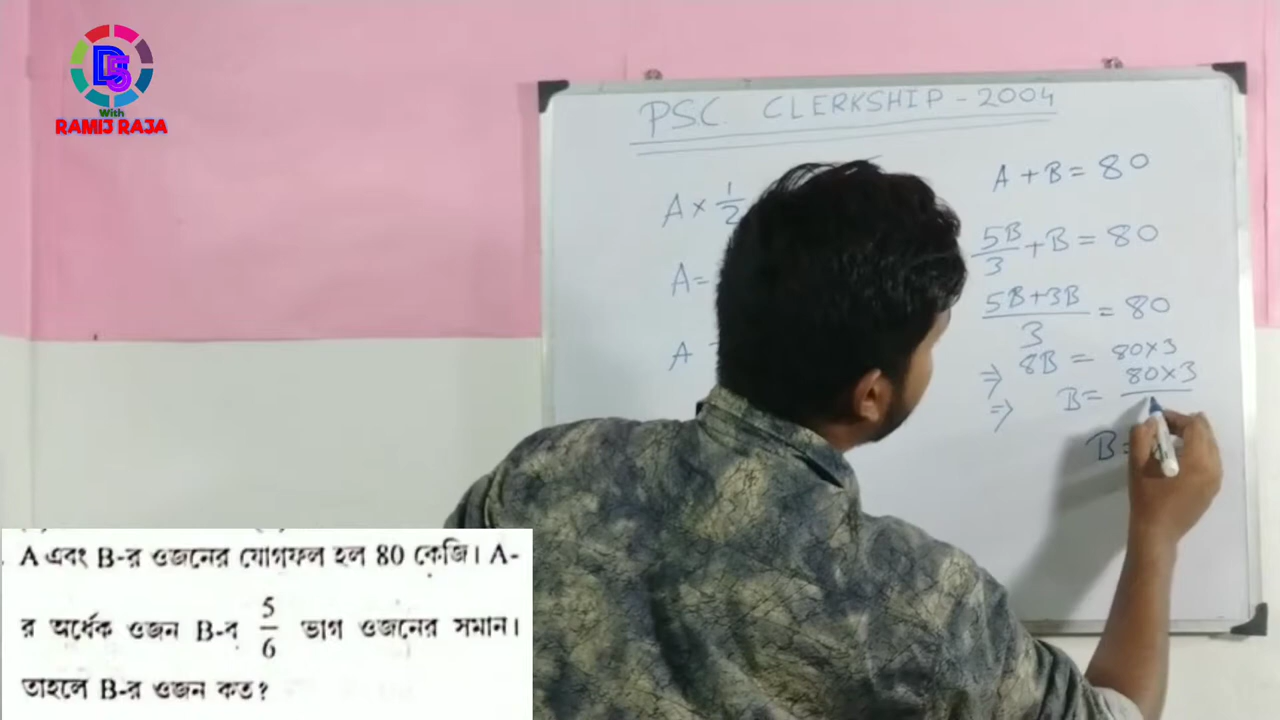 D5
With
RAMIJ RAJA
PSC CLERKSHIP - 2004
A × 1/2
A =
A
A + B = 80
5B/3 + B = 80
5B+3B/3 = 80
⇒ 8B = 80×3
⇒ B = 80×3
B =
A এবং B-র ওজনের যোগফল হল 80 কেজি। A-
র অর্ধেক ওজন B-ব 5/6 ভাগ ওজনের সমান।
তাহলে B-র ওজন কত?